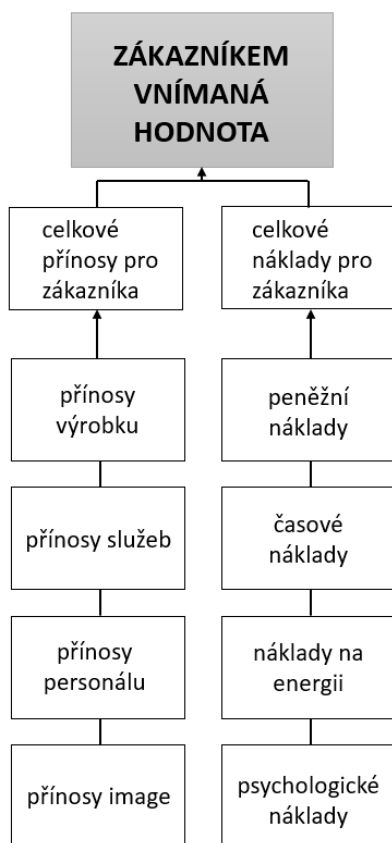 ZÁKAZNÍKEM
VNÍMANÁ
HODNOTA
celkové
přínosy pro
zákazníka
celkové
náklady pro
zákazníka
přínosy
výrobku
peněžní
náklady
přínosy služeb
časové
náklady
přínosy
personálu
náklady na
energii
přínosy image
psychologické
náklady